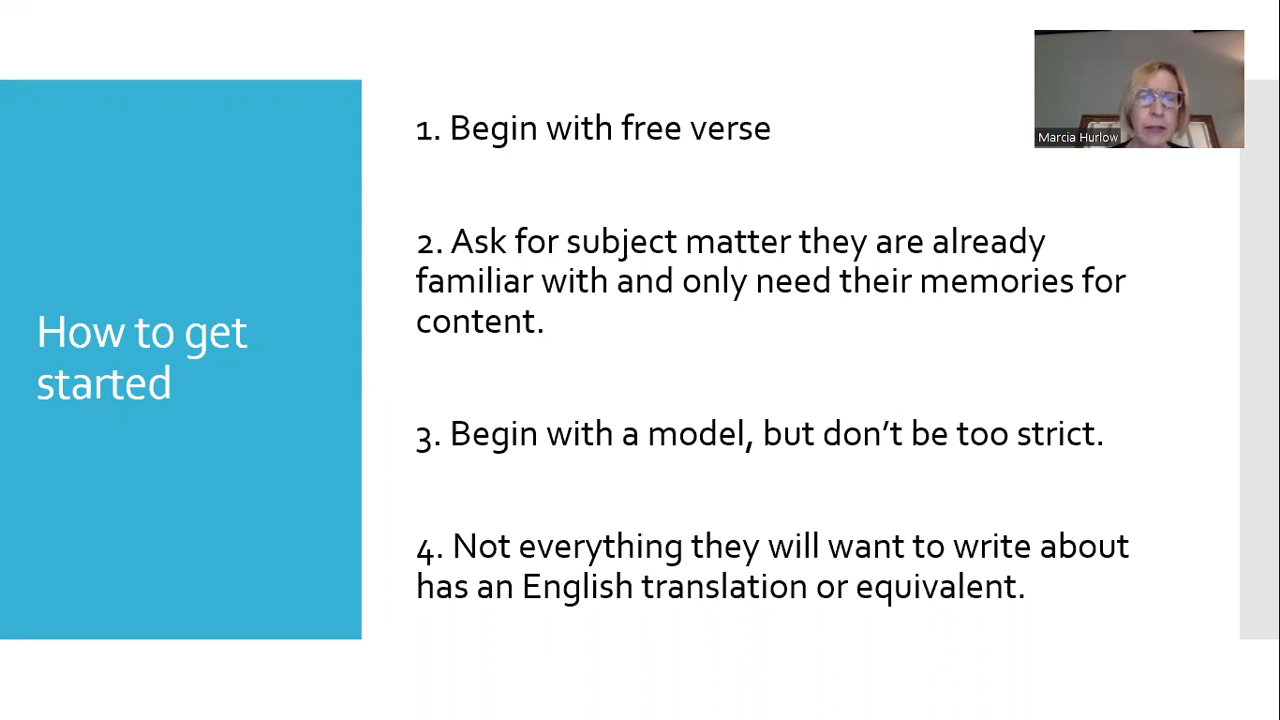 How to get
started
1. Begin with free verse
2. Ask for subject matter they are already
familiar with and only need their memories for
content.
3. Begin with a model, but don’t be too strict.
4. Not everything they will want to write about
has an English translation or equivalent.
Marcia Hurlow